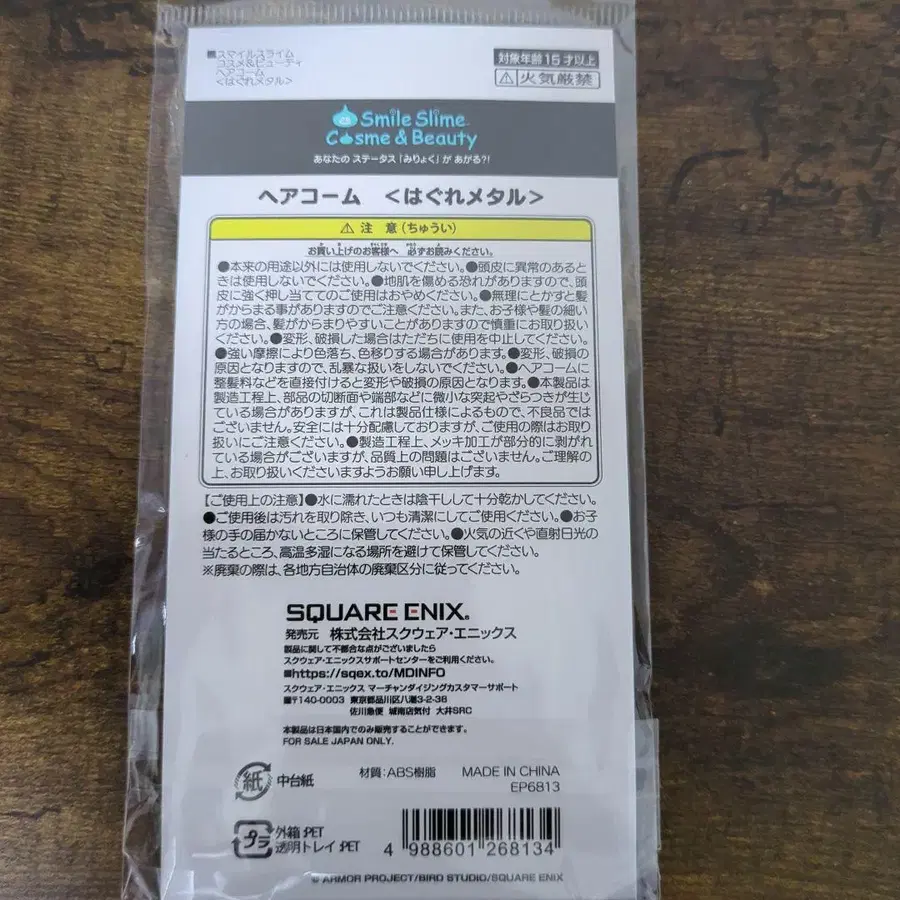 ■スマイルスライム
コスメ&ビューティ
ヘアコーム
<はぐれメタル>
対象年齢15才以上
⚠火気厳禁
Smile Slime
Cosme & Beauty
あなたの ステータス「みりょく」が あがる?!
ヘアコーム <はぐれメタル>
⚠ 注 意 (ちゅうい)
お買い上げのお客様へ 必ずお読みください。
●本来の用途以外には使用しないでください。●頭皮に異常のあると
きは使用しないでください。●地肌を傷める恐れがありますので、頭
皮に強く押し当ててのご使用はおやめください。●無理にとかすと髪
がからまる事がありますのでご注意ください。また、お子様や髪の細い
方の場合、髪がからまりやすいことがありますので慎重にお取り扱い
ください。●変形、破損した場合はただちに使用を中止してください。
●強い摩擦により色落ち、色移りする場合があります。●変形、破損の
原因となりますので、乱暴な扱いをしないでください。●ヘアコームに
整髪料などを直接付けると変形や破損の原因となります。●本製品は
製造工程上、部品の切断面や端部などに微小な突起やざらつきが生じ
ている場合がありますが、これは製品仕様によるもので、不良品では
ございません。安全には十分配慮しておりますが、ご使用の際はお取り
扱いにご注意ください。●製造工程上、メッキ加工が部分的に剥がれ
ている場合がございますが、品質上の問題はございません。ご理解の
上、お取り扱いくださいますようお願い申し上げます。
【ご使用上の注意】●水に濡れたときは陰干しして十分乾かしてください。
●ご使用後は汚れを取り除き、いつも清潔にしてご使用ください。●お子
様の手の届かないところに保管してください。●火気の近くや直射日光の
当たるところ、高温多湿になる場所を避けて保管してください。
※廃棄の際は、各地方自治体の廃棄区分に従ってください。
SQUARE ENIX®
発売元 株式会社スクウェア・エニックス
製品に関して不都合な点がございましたら
スクウェア・エニックスサポートセンターをご利用ください。
■https://sqex.to/MDINFO
スクウェア・エニックス マーチャンダイジングカスタマーサポート
■〒140-0003 東京都品川区八潮3-2-38
佐川急便 城南店気付 大井SRC
本製品は日本国内でのみ販売することができます。
FOR SALE JAPAN ONLY.
紙 中台紙
材質:ABS樹脂 MADE IN CHINA
EP6813
プラ 外箱:PET
透明トレイ:PET
4 988601 268134
© ARMOR PROJECT/BIRD STUDIO/SQUARE ENIX